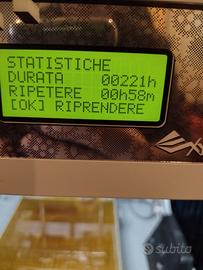 STATISTICHE
DURATA 00221h
RIPETERE 00h58m
[OK] RIPRENDERE
subito